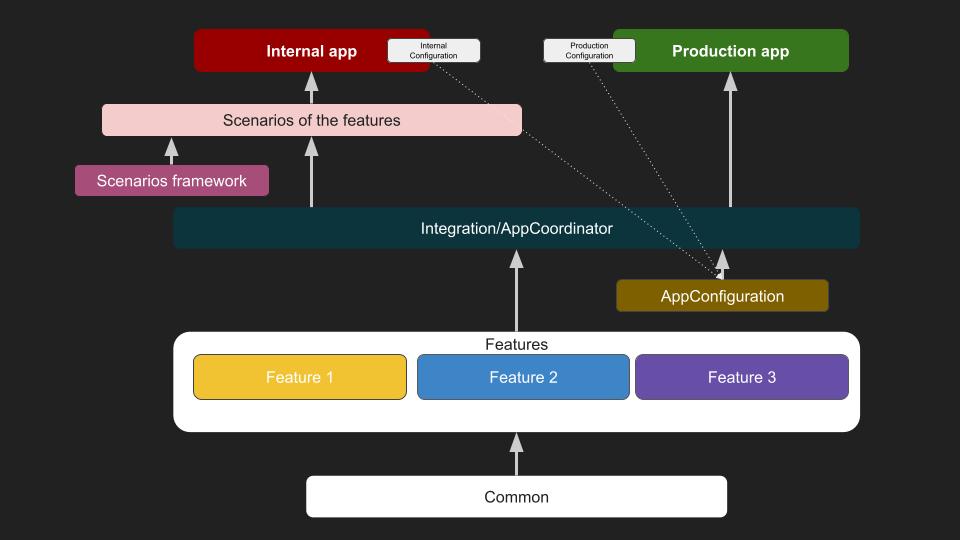 Internal app
Internal
Configuration
Production
Configuration
Production app
Scenarios of the features
Scenarios framework
Integration/AppCoordinator
AppConfiguration
Features
Feature 1
Feature 2
Feature 3
Common